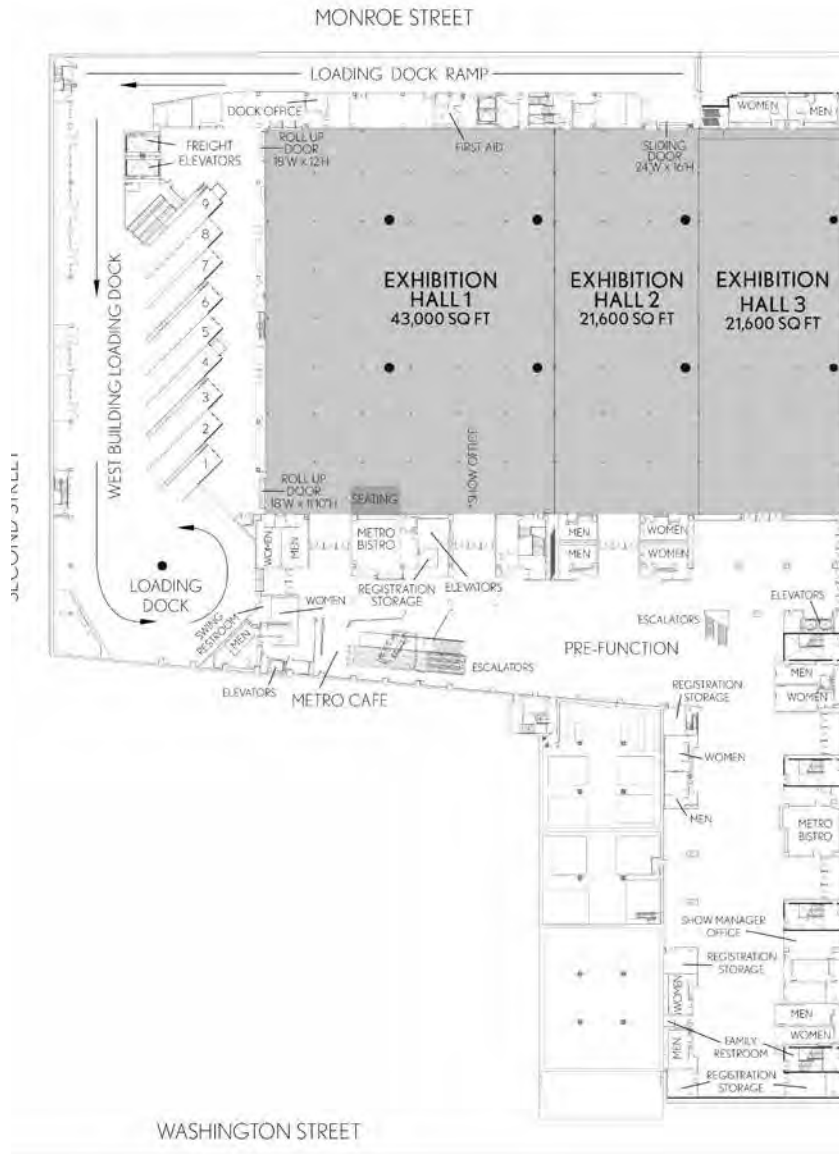 MONROE STREET
LOADING DOCK RAMP
DOCK OFFICE
WOMEN
MEN
FREIGHT
ELEVATORS
ROLL UP
DOOR
18'W x 12'H
FIRST AID
SLIDING
DOOR
24'W x 16'H
9
8
7
6
5
4
3
2
1
WEST BUILDING LOADING DOCK
EXHIBITION
HALL 1
43,000 SQ FT
EXHIBITION
HALL 2
21,600 SQ FT
EXHIBITION
HALL 3
21,600 SQ FT
*SHOW OFFICE
ROLL UP
DOOR
18'W x 11'10"H
SEATING
SECOND STREET
WOMEN
MEN
METRO
BISTRO
MEN
MEN
WOMEN
WOMEN
REGISTRATION
STORAGE
ELEVATORS
LOADING
DOCK
SWING
RESTROOM
WOMEN
MEN
ELEVATORS
METRO CAFE
ESCALATORS
ESCALATORS
ELEVATORS
PRE-FUNCTION
MEN
WOMEN
REGISTRATION
STORAGE
WOMEN
MEN
METRO
BISTRO
SHOW MANAGER
OFFICE
REGISTRATION
STORAGE
WOMEN
MEN
MEN
WOMEN
FAMILY
RESTROOM
REGISTRATION
STORAGE
WASHINGTON STREET